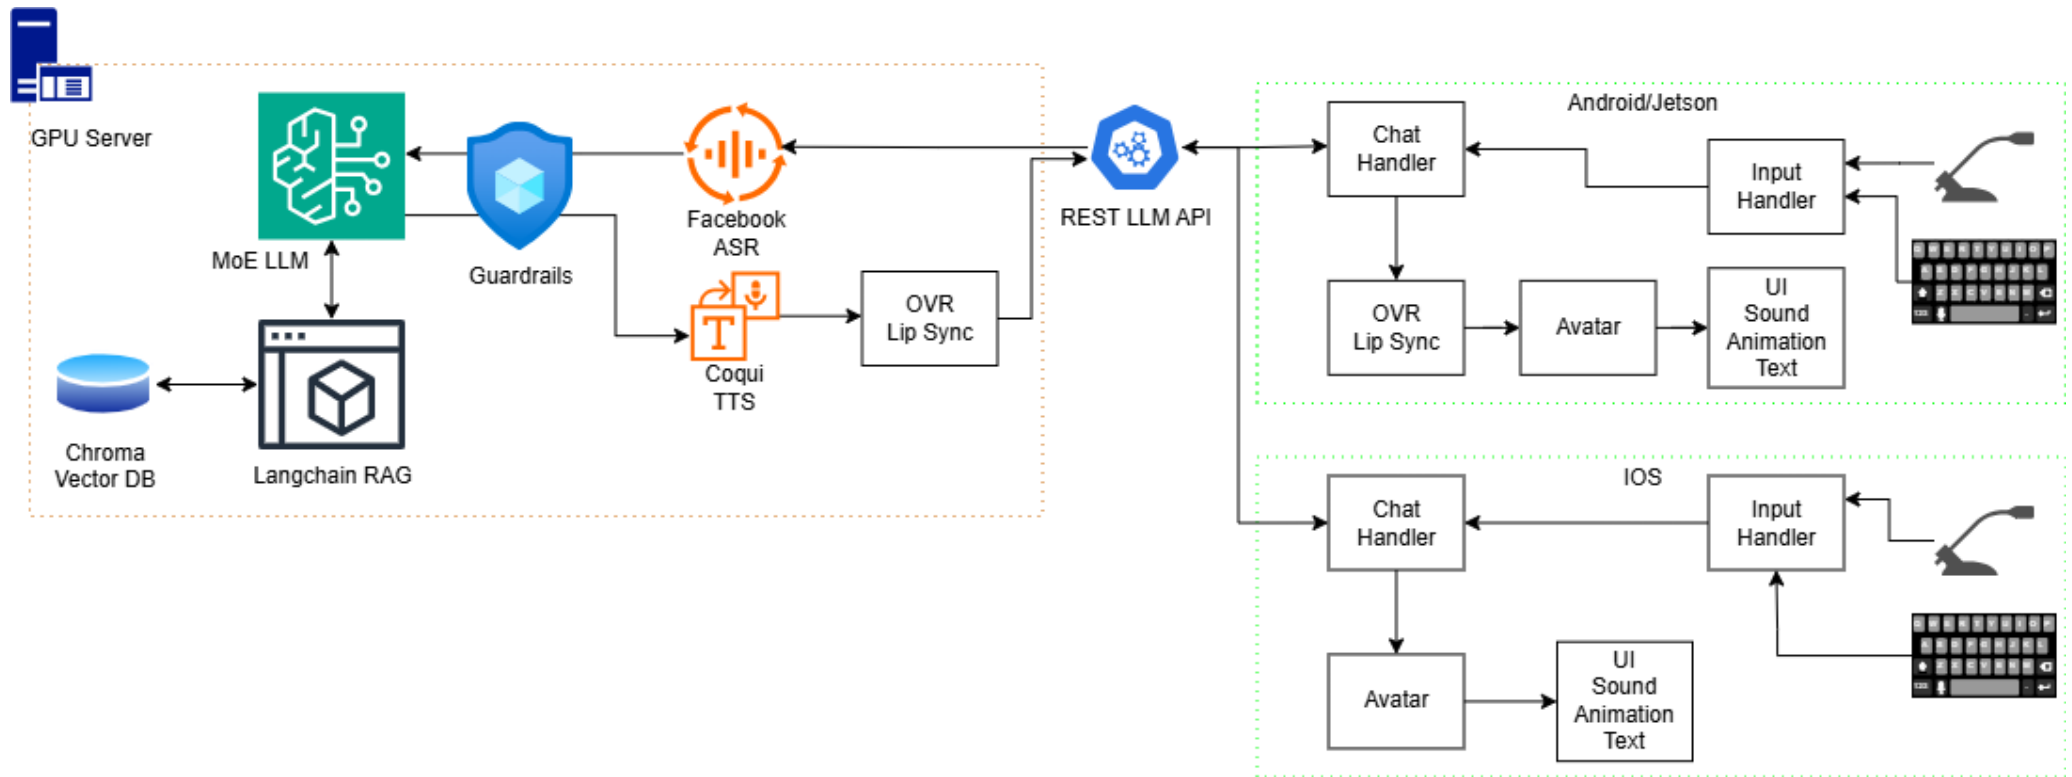 GPU Server
MoE LLM
Guardrails
Facebook
ASR
Coqui
TTS
OVR
Lip Sync
Chroma
Vector DB
Langchain RAG
REST LLM API
Android/Jetson
Chat
Handler
Input
Handler
OVR
Lip Sync
Avatar
UI
Sound
Animation
Text
IOS
Chat
Handler
Input
Handler
Avatar
UI
Sound
Animation
Text